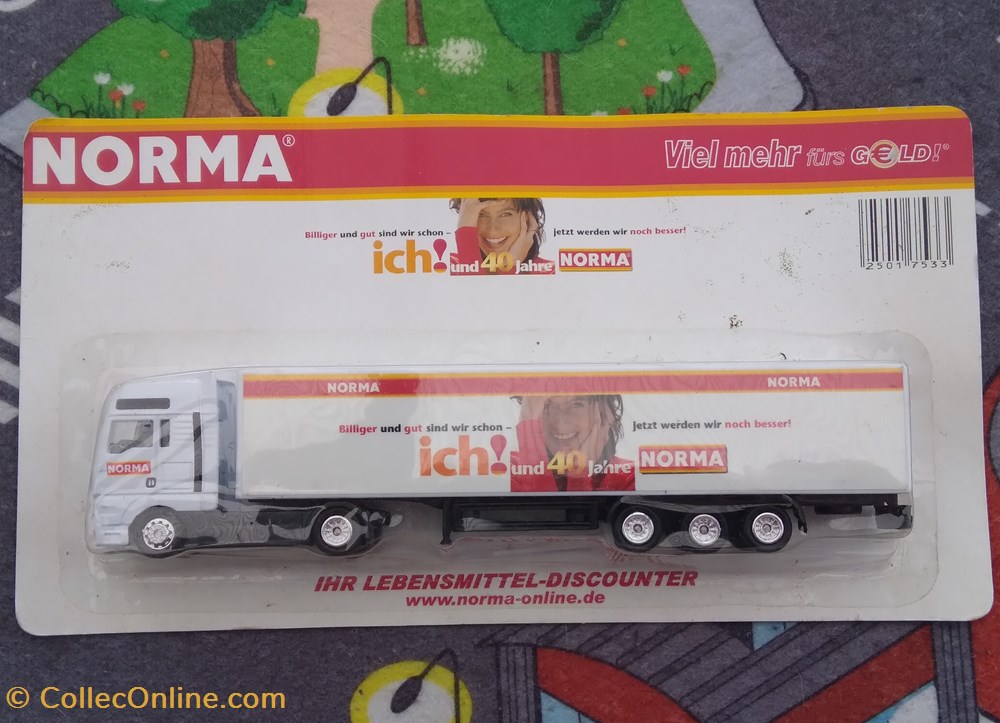 NORMA®
Viel mehr fürs G€LD!®
Billiger und gut sind wir schon – jetzt werden wir noch besser!
ich! und 40 Jahre NORMA
2501 7533
NORMA NORMA
Billiger und gut sind wir schon – jetzt werden wir noch besser!
ich! und 40 Jahre NORMA
NORMA
IHR LEBENSMITTEL-DISCOUNTER
www.norma-online.de
© CollecOnline.com